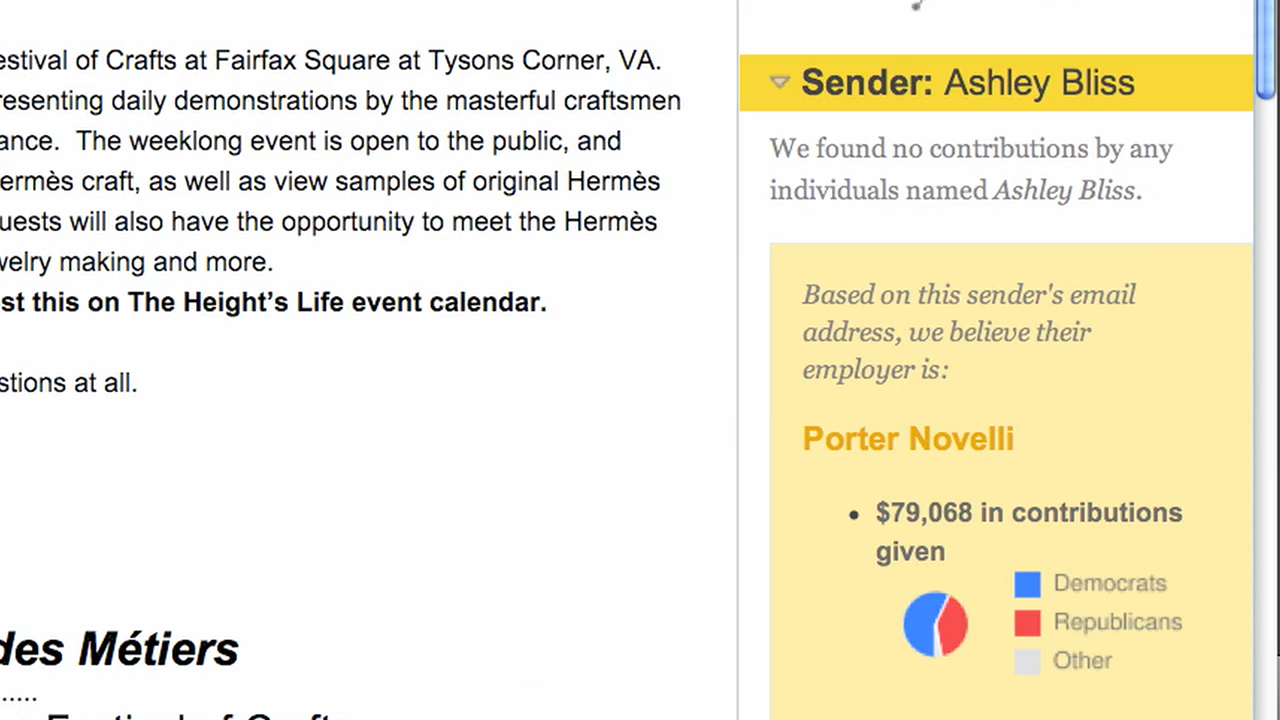 estival of Crafts at Fairfax Square at Tysons Corner, VA.
resenting daily demonstrations by the masterful craftsmen
ance. The weeklong event is open to the public, and
ermès craft, as well as view samples of original Hermès
uests will also have the opportunity to meet the Hermès
welry making and more.
st this on The Height’s Life event calendar.
stions at all.
des Métiers
.....
Festival of Crafts
Sender: Ashley Bliss
We found no contributions by any
individuals named Ashley Bliss.
Based on this sender's email
address, we believe their
employer is:
Porter Novelli
• $79,068 in contributions
given
Democrats
Republicans
Other